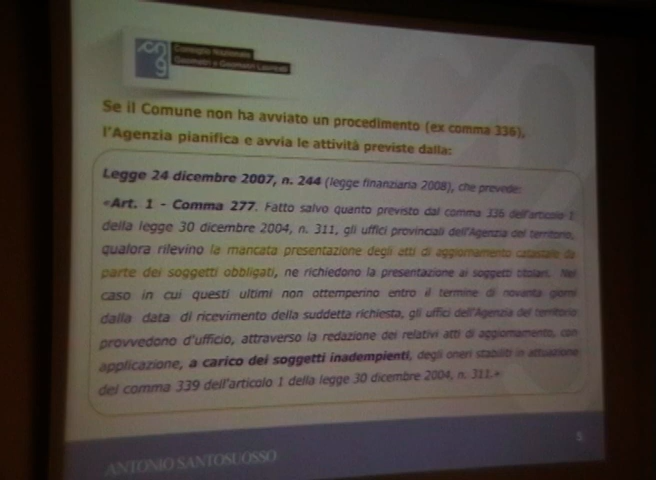 Consiglio Nazionale
Geometri e Geometri Laureati
Se il Comune non ha avviato un procedimento (ex comma 336),
l'Agenzia pianifica e avvia le attività previste dalla:
Legge 24 dicembre 2007, n. 244 (legge finanziaria 2008), che prevede:
«Art. 1 - Comma 277. Fatto salvo quanto previsto dal comma 336 dell'articolo 1
della legge 30 dicembre 2004, n. 311, gli uffici provinciali dell'Agenzia del territorio,
qualora rilevino la mancata presentazione degli atti di aggiornamento catastale da
parte dei soggetti obbligati, ne richiedono la presentazione ai soggetti titolari. Nel
caso in cui questi ultimi non ottemperino entro il termine di novanta giorni
dalla data di ricevimento della suddetta richiesta, gli uffici dell'Agenzia del territorio
provvedono d'ufficio, attraverso la redazione dei relativi atti di aggiornamento, con
applicazione, a carico dei soggetti inadempienti, degli oneri stabiliti in attuazione
del comma 339 dell'articolo 1 della legge 30 dicembre 2004, n. 311.»
ANTONIO SANTOSUOSSO
5